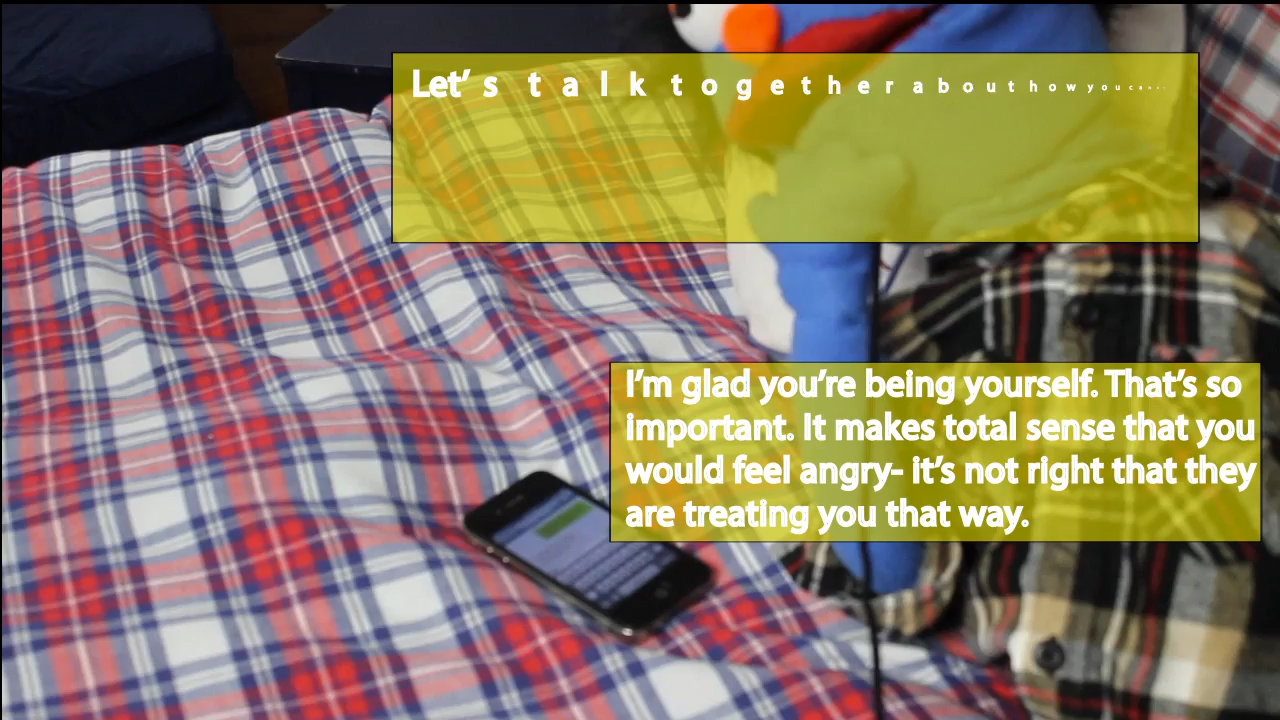 Let's talk together about how you
I'm glad you're being yourself. That's so
important. It makes total sense that you
would feel angry- it's not right that they
are treating you that way.